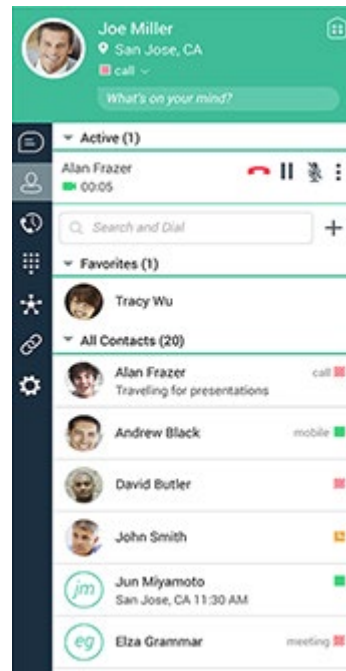 Joe Miller
San Jose, CA
call
What's on your mind?
Active (1)
Alan Frazer
00:05
Search and Dial
Favorites (1)
Tracy Wu
All Contacts (20)
Alan Frazer
call
Traveling for presentations
Andrew Black
mobile
David Butler
John Smith
jm
Jun Miyamoto
San Jose, CA 11:30 AM
eg
Elza Grammar
meeting